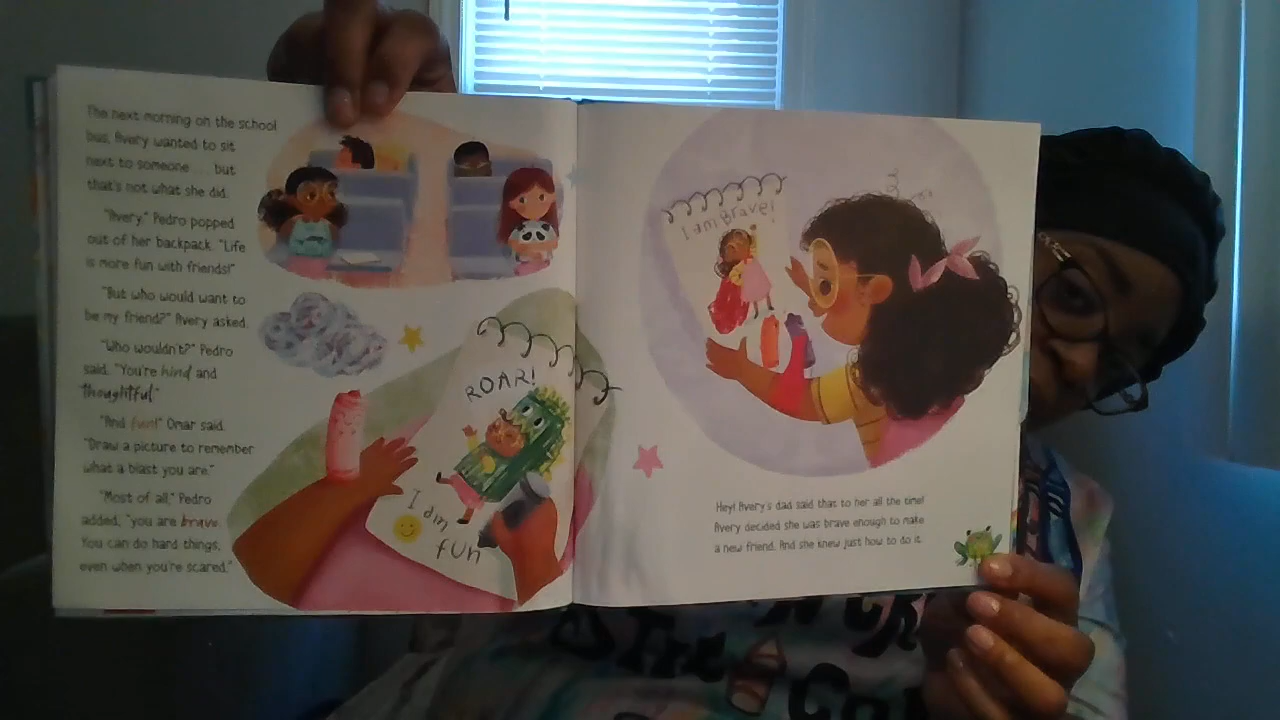 The next morning on the school
bus, Avery wanted to sit
next to someone but
that's not what she did.
"Avery," Pedro popped
out of her backpack. "Life
is more fun with friends!"
"But who would want to
be my friend?" Avery asked.
"Who wouldn't?" Pedro
said. "You're kind and
thoughtful."
"And fun!" Omar said.
"Draw a picture to remember
what a blast you are."
"Most of all," Pedro
added, "you are brave.
You can do hard things,
even when you're scared."
ROAR!
I am
fun
I am Brave!
Hey! Avery's dad said that to her all the time!
Avery decided she was brave enough to make
a new friend. And she knew just how to do it.
The